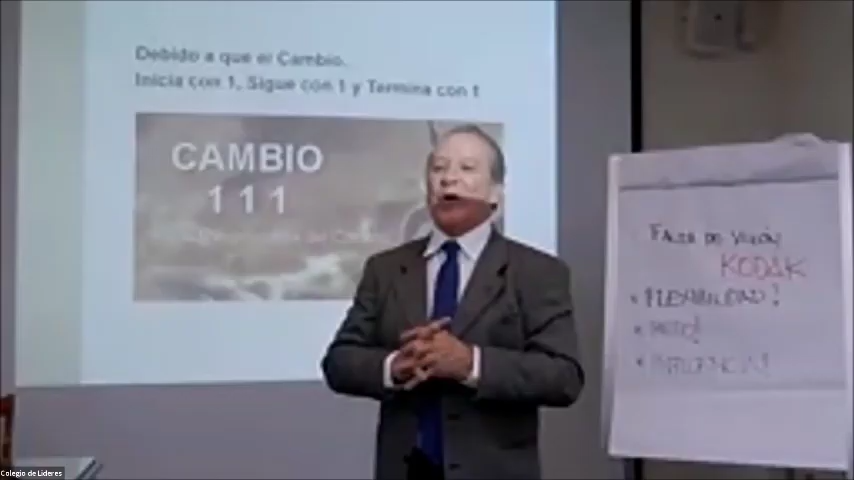 Debido a que el Cambio.
Inicia con 1, Sigue con 1 y Termina con 1
CAMBIO
1 1 1
FALTA DE VISIÓN
KODAK
FLEXIBILIDAD!
Colegio de Lideres